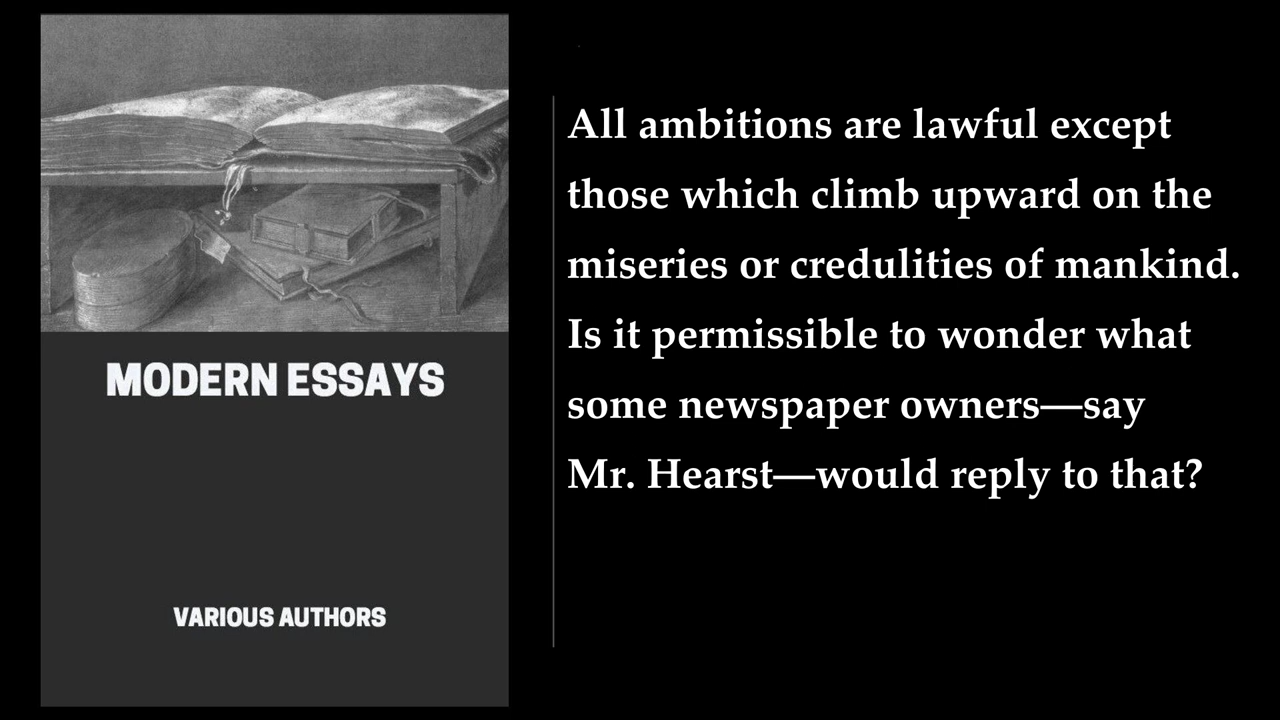 MODERN ESSAYS
VARIOUS AUTHORS
All ambitions are lawful except
those which climb upward on the
miseries or credulities of mankind.
Is it permissible to wonder what
some newspaper owners—say
Mr. Hearst—would reply to that?